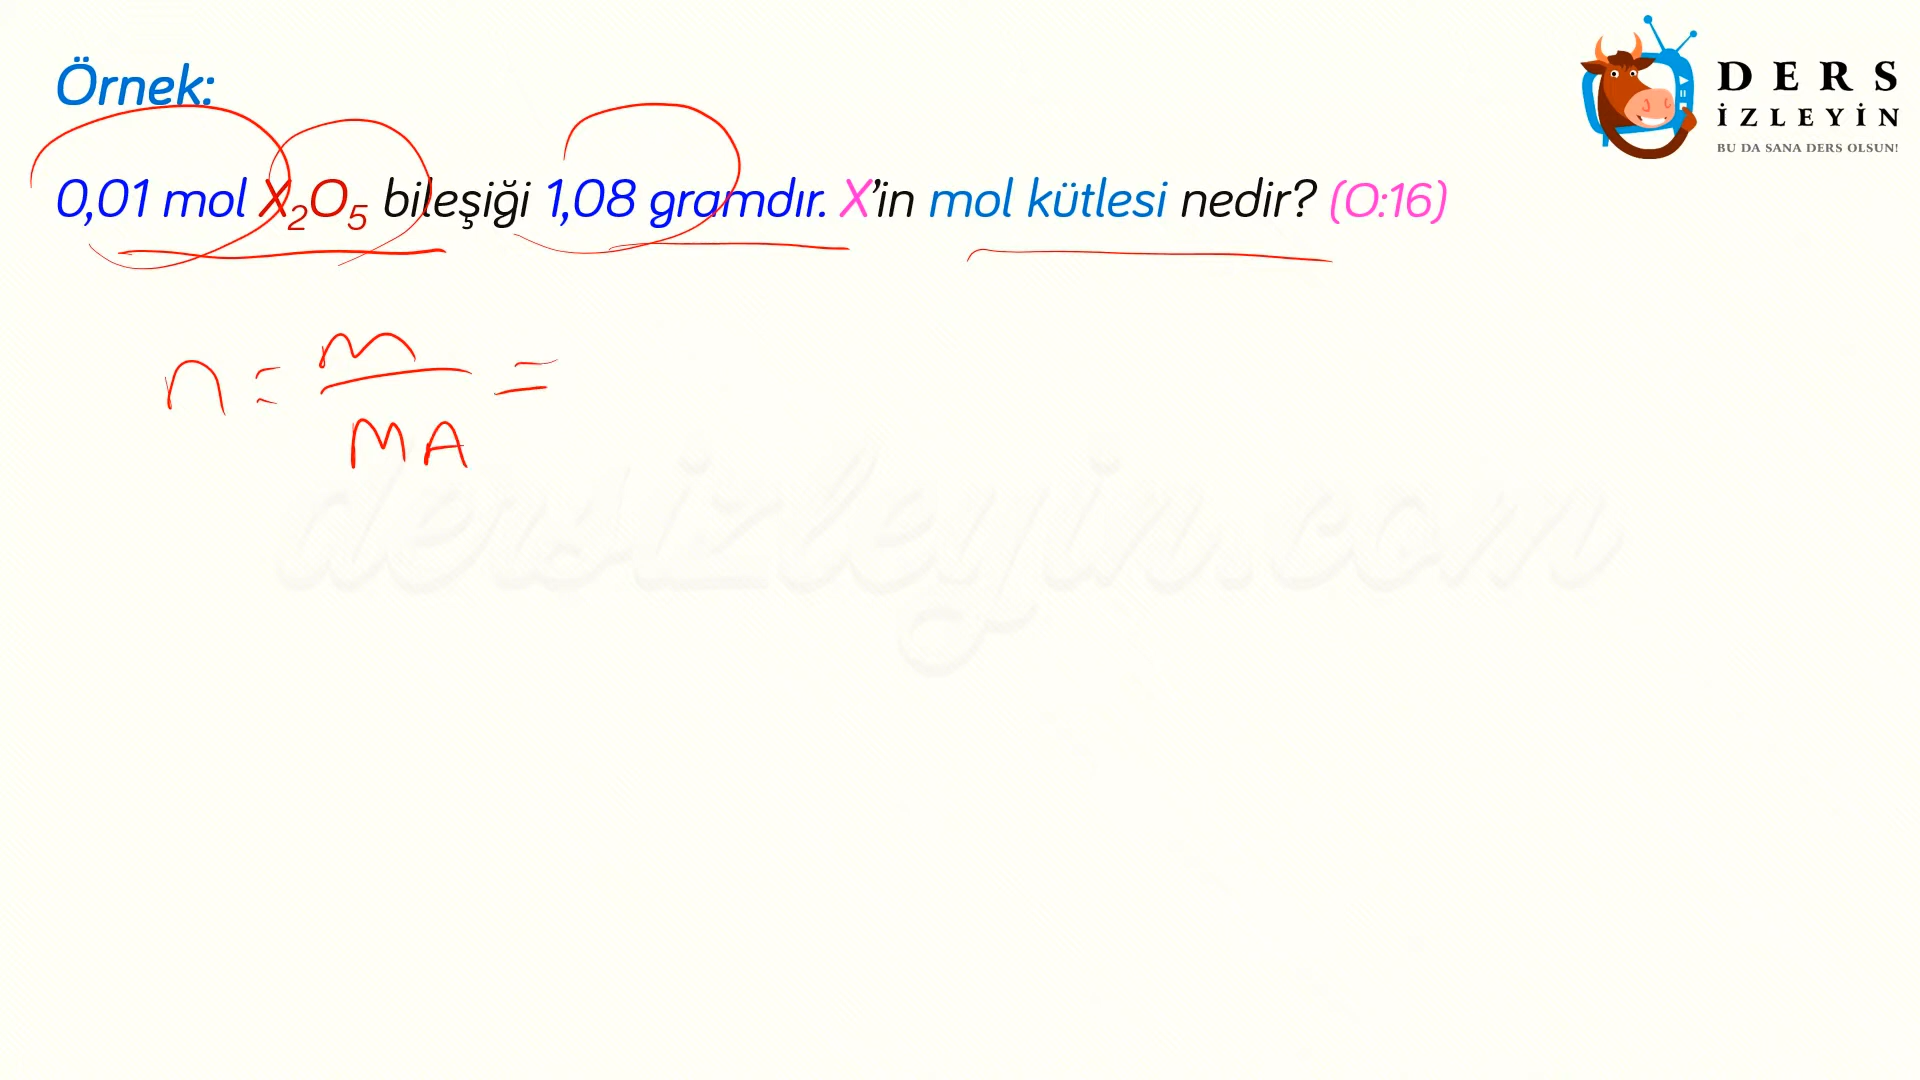 Örnek:
0,01 mol X₂O₅ bileşiği 1,08 gramdır. X'in mol kütlesi nedir? (O:16)
n = m / MA =
DERS
İZLEYİN
BU DA SANA DERS OLSUN!
dersizleyin.com